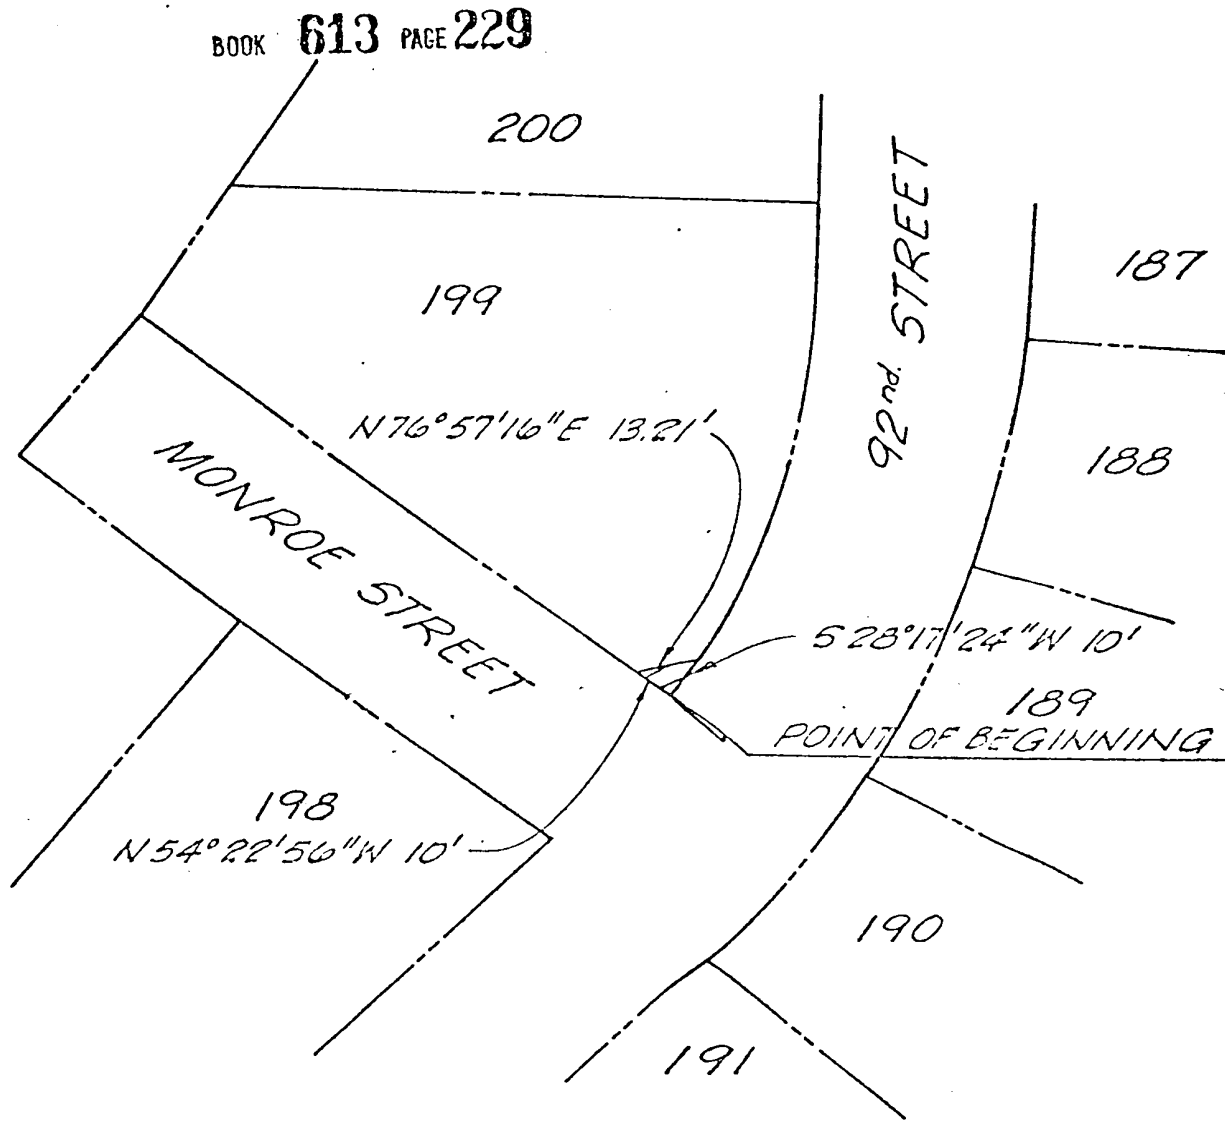 BOOK 613 PAGE 229
200
92nd. STREET
187
199
N76°57'16"E 13.21'
188
MONROE STREET
S28°17'24"W 10'
189
POINT OF BEGINNING
198
N54°22'56"W 10'
190
191